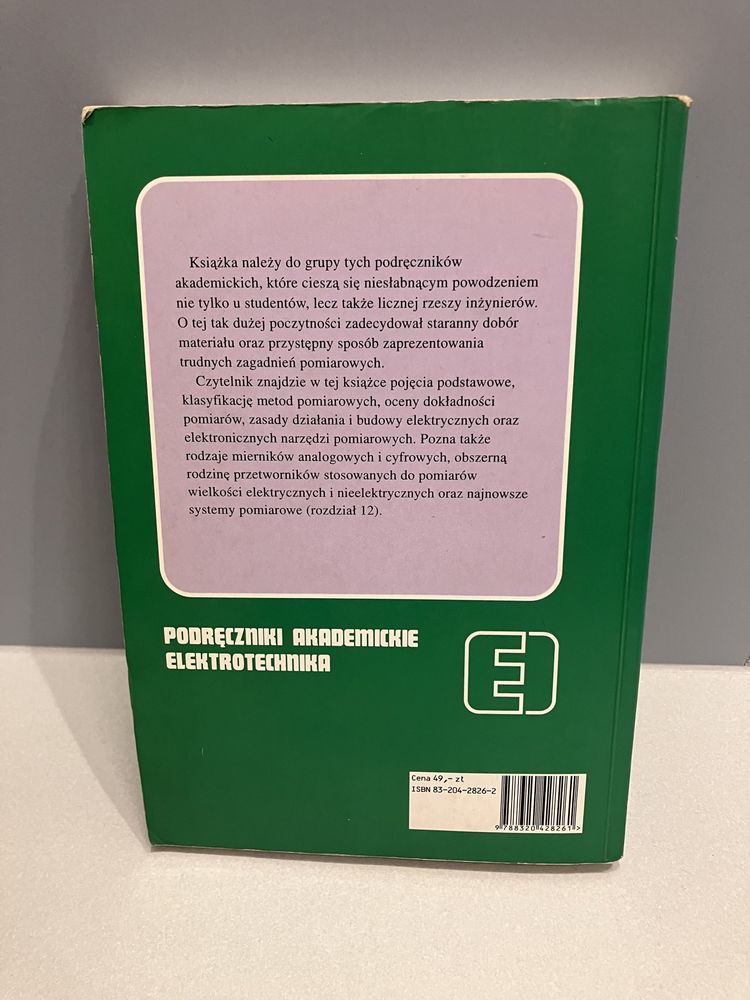 Książka należy do grupy tych podręczników
akademickich, które cieszą się niesłabnącym powodzeniem
nie tylko u studentów, lecz także licznej rzeszy inżynierów.
O tej tak dużej poczytności zadecydował staranny dobór
materiału oraz przystępny sposób zaprezentowania
trudnych zagadnień pomiarowych.
Czytelnik znajdzie w tej książce pojęcia podstawowe,
klasyfikację metod pomiarowych, oceny dokładności
pomiarów, zasady działania i budowy elektrycznych oraz
elektronicznych narzędzi pomiarowych. Pozna także
rodzaje mierników analogowych i cyfrowych, obszerną
rodzinę przetworników stosowanych do pomiarów
wielkości elektrycznych i nieelektrycznych oraz najnowsze
systemy pomiarowe (rozdział 12).
PODRĘCZNIKI AKADEMICKIE
ELEKTROTECHNIKA
E
Cena 49,- zł
ISBN 83-204-2826-2
9 788320 428261 >